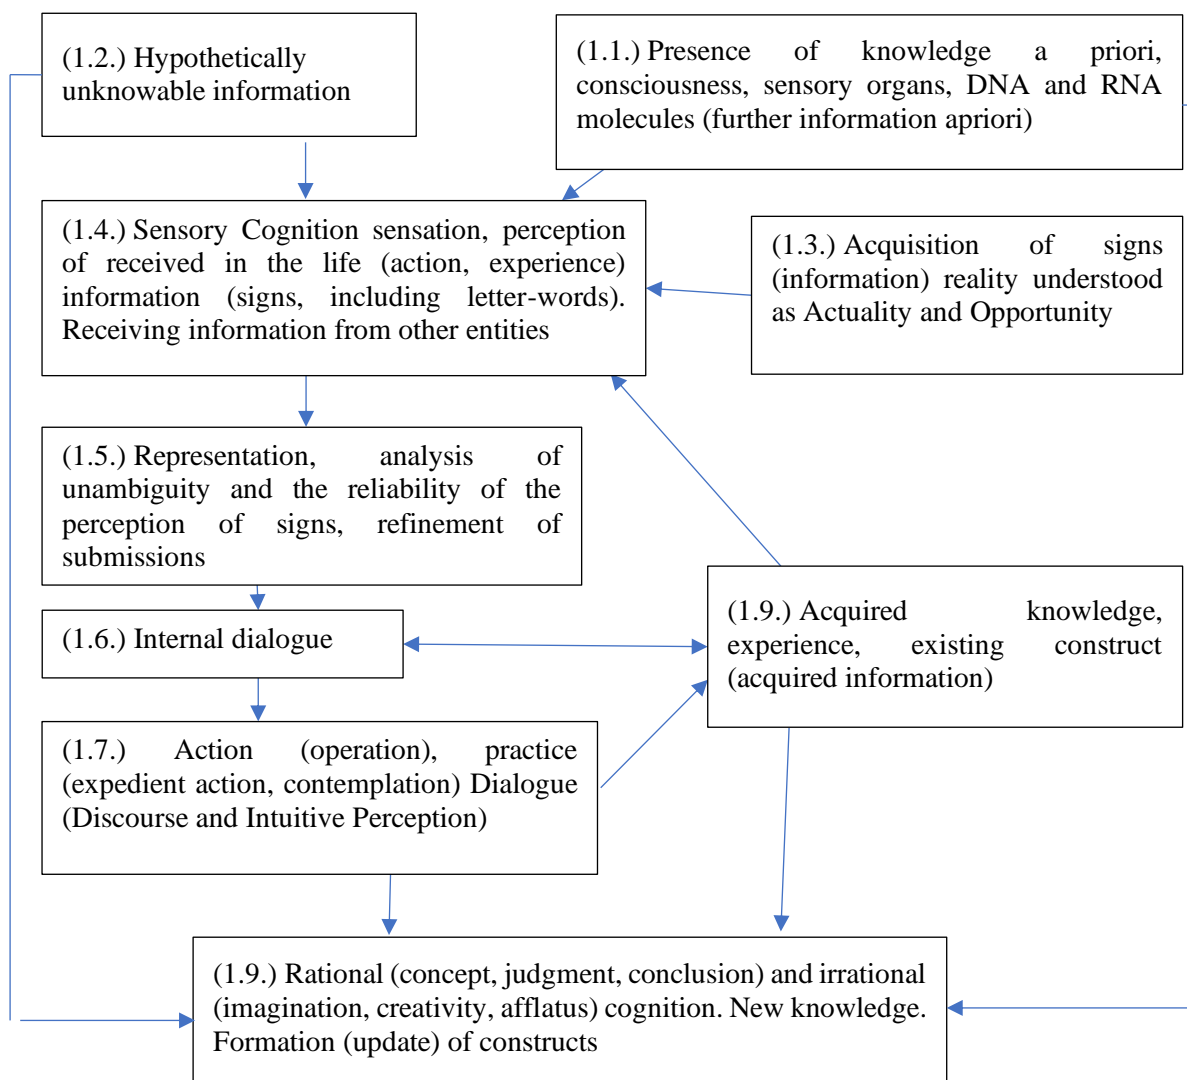 (1.2.) Hypothetically
unknowable information
(1.1.) Presence of knowledge a priori,
consciousness, sensory organs, DNA and RNA
molecules (further information apriori)
(1.4.) Sensory Cognition sensation, perception
of received in the life (action, experience)
information (signs, including letter-words).
Receiving information from other entities
(1.3.) Acquisition of signs
(information) reality understood
as Actuality and Opportunity
(1.5.) Representation, analysis of
unambiguity and the reliability of the
perception of signs, refinement of
submissions
(1.6.) Internal dialogue
(1.9.) Acquired knowledge,
experience, existing construct
(acquired information)
(1.7.) Action (operation), practice
(expedient action, contemplation) Dialogue
(Discourse and Intuitive Perception)
(1.9.) Rational (concept, judgment, conclusion) and irrational
(imagination, creativity, afflatus) cognition. New knowledge.
Formation (update) of constructs